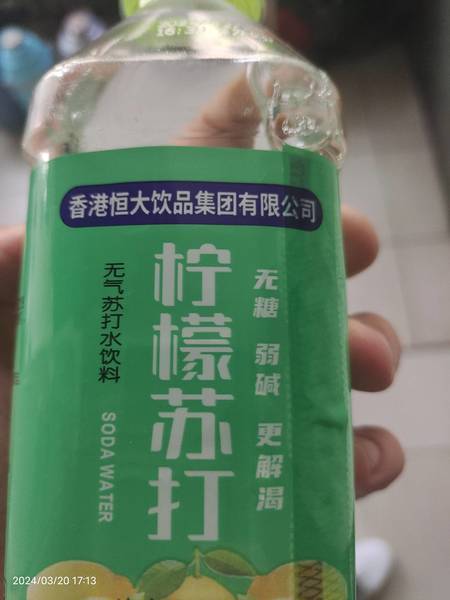 香港恒大饮品集团有限公司
柠檬苏打
无糖 弱碱 更解渴
无气苏打水饮料
SODA WATER
2024/03/20 17:13